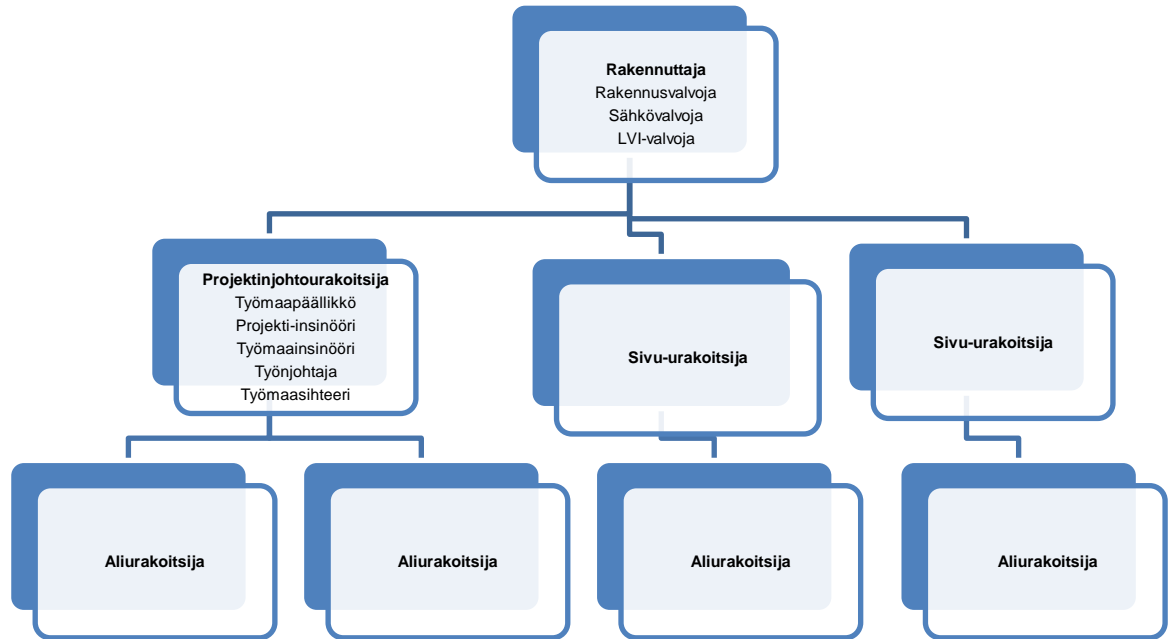 Rakennuttaja
Rakennusvalvoja
Sähkövalvoja
LVI-valvoja
Projektinjohtourakoitsija
Työmaapäällikkö
Projekti-insinööri
Työmaainsinööri
Työnjohtaja
Työmaasihteeri
Sivu-urakoitsija
Sivu-urakoitsija
Aliurakoitsija
Aliurakoitsija
Aliurakoitsija
Aliurakoitsija